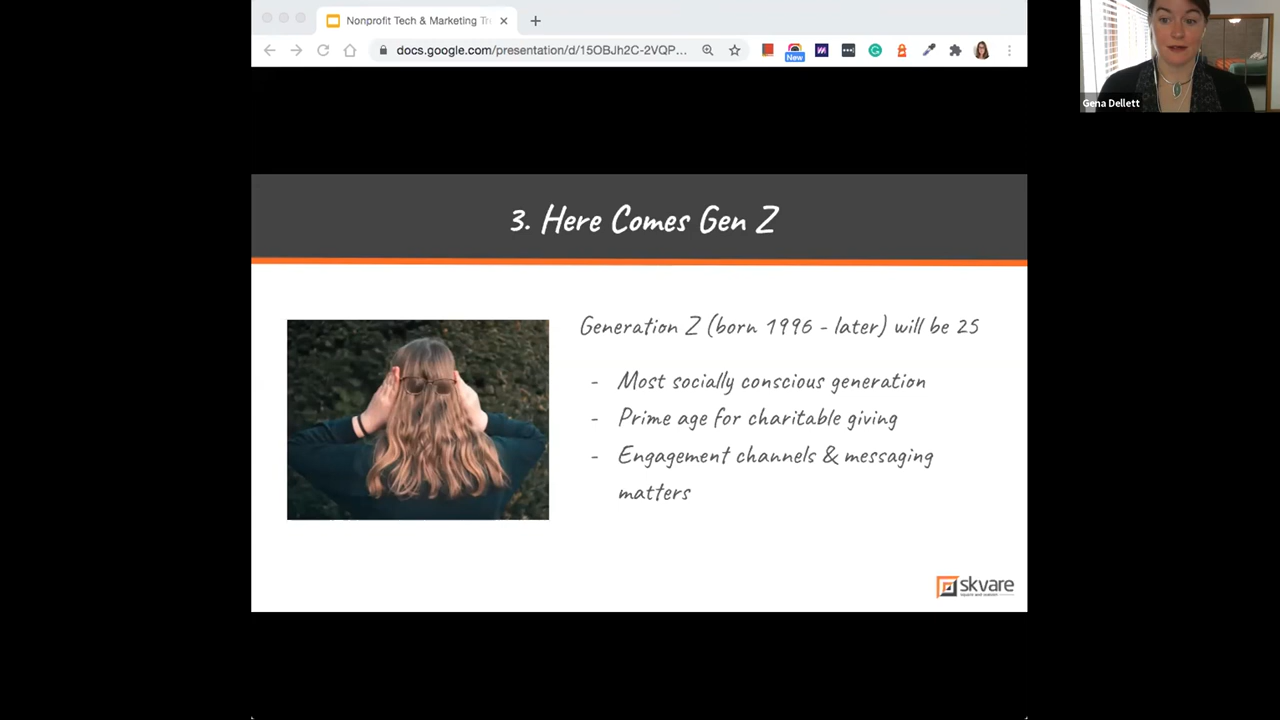 Nonprofit Tech & Marketing Tr
docs.google.com/presentation/d/15OBJh2C-2VQP...
New
Gena Dellett
3. Here Comes Gen Z
Generation Z (born 1996 - later) will be 25
- Most socially conscious generation
- Prime age for charitable giving
- Engagement channels & messaging
matters
skvare